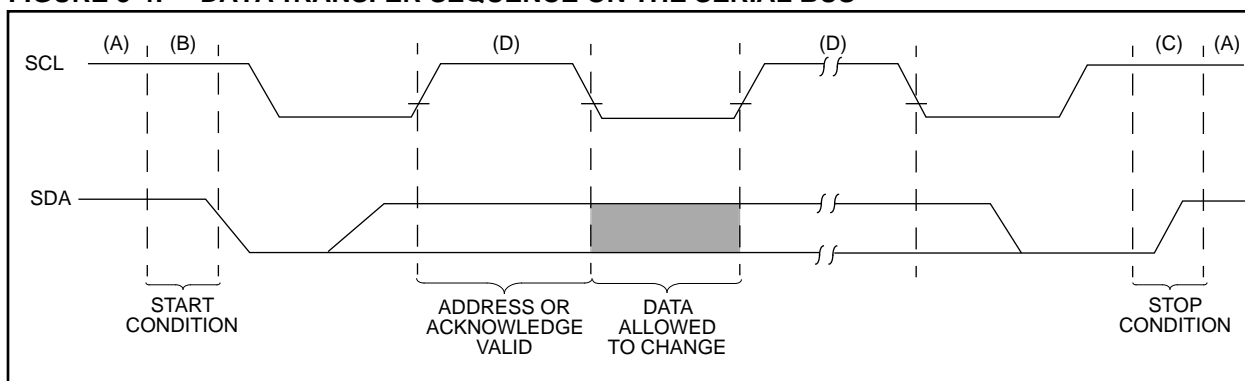 FIGURE 3-4: DATA TRANSFER SEQUENCE ON THE SERIAL BUS
(A) (B) (D) (D) (C) (A)
SCL
SDA
START
CONDITION
ADDRESS OR
ACKNOWLEDGE
VALID
DATA
ALLOWED
TO CHANGE
STOP
CONDITION